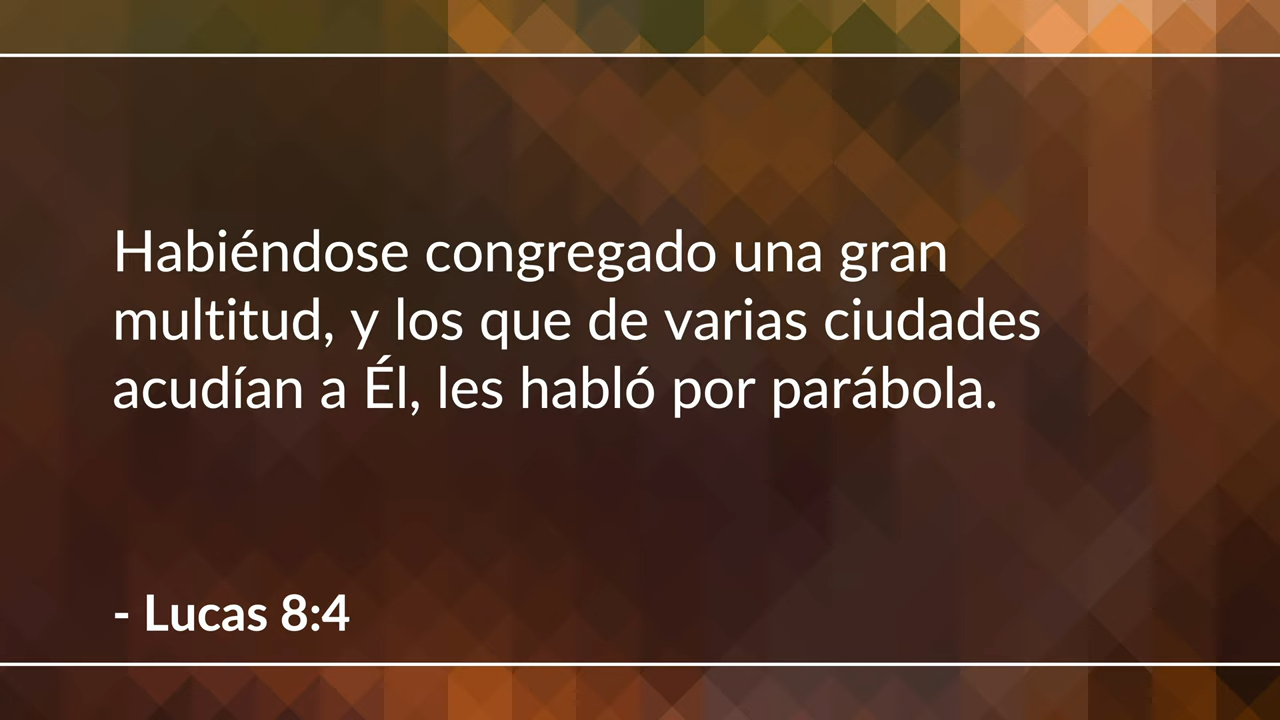 Habiéndose congregado una gran
multitud, y los que de varias ciudades
acudían a Él, les habló por parábola.
- Lucas 8:4